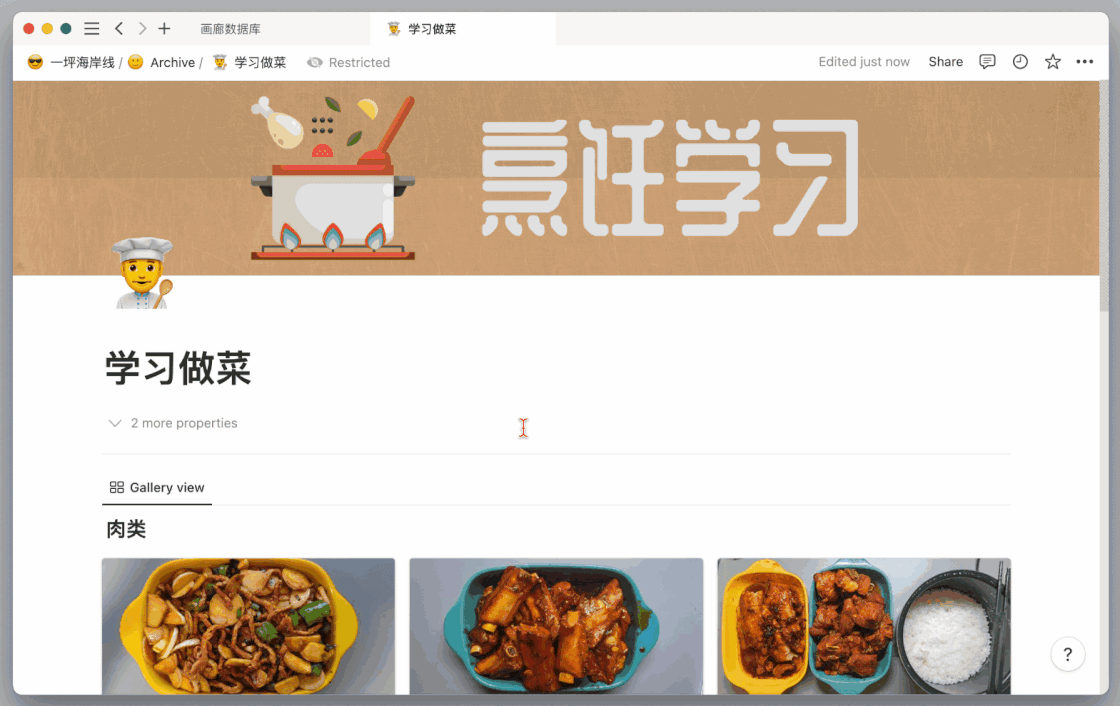 画廊数据库
学习做菜
一坪海岸线 / Archive / 学习做菜 Restricted
Edited just now Share
烹饪学习
学习做菜
2 more properties
Gallery view
肉类
?